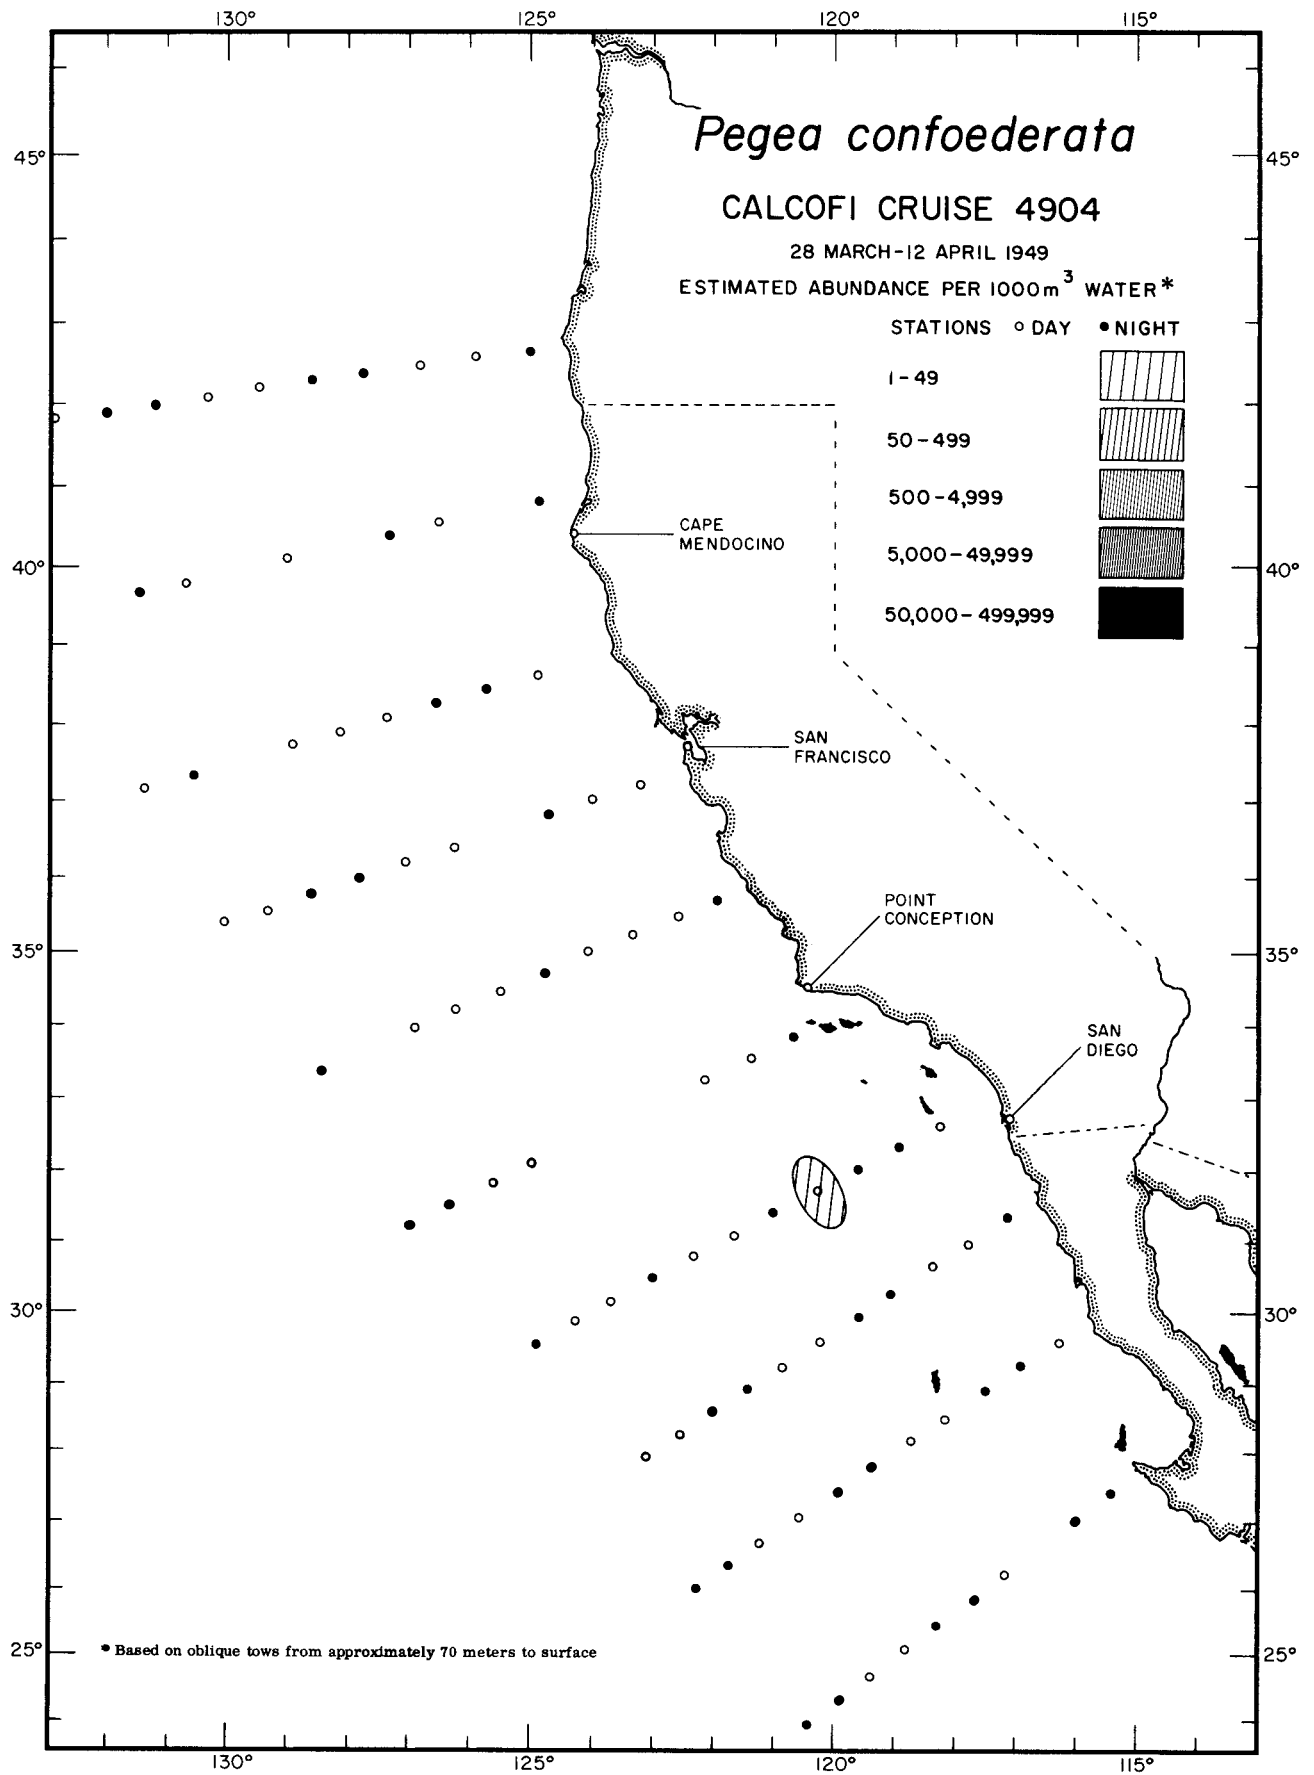 130° 125° 120° 115°
Pegea confoederata
45° 45°
CALCOFI CRUISE 4904
28 MARCH-12 APRIL 1949
ESTIMATED ABUNDANCE PER 1000m³ WATER*
STATIONS ○ DAY ● NIGHT
1-49
50-499
500-4,999
5,000-49,999
50,000-499,999
CAPE
MENDOCINO
40° 40°
SAN
FRANCISCO
POINT
CONCEPTION
35° 35°
SAN
DIEGO
30° 30°
25° 25°
* Based on oblique tows from approximately 70 meters to surface
130° 125° 120° 115°